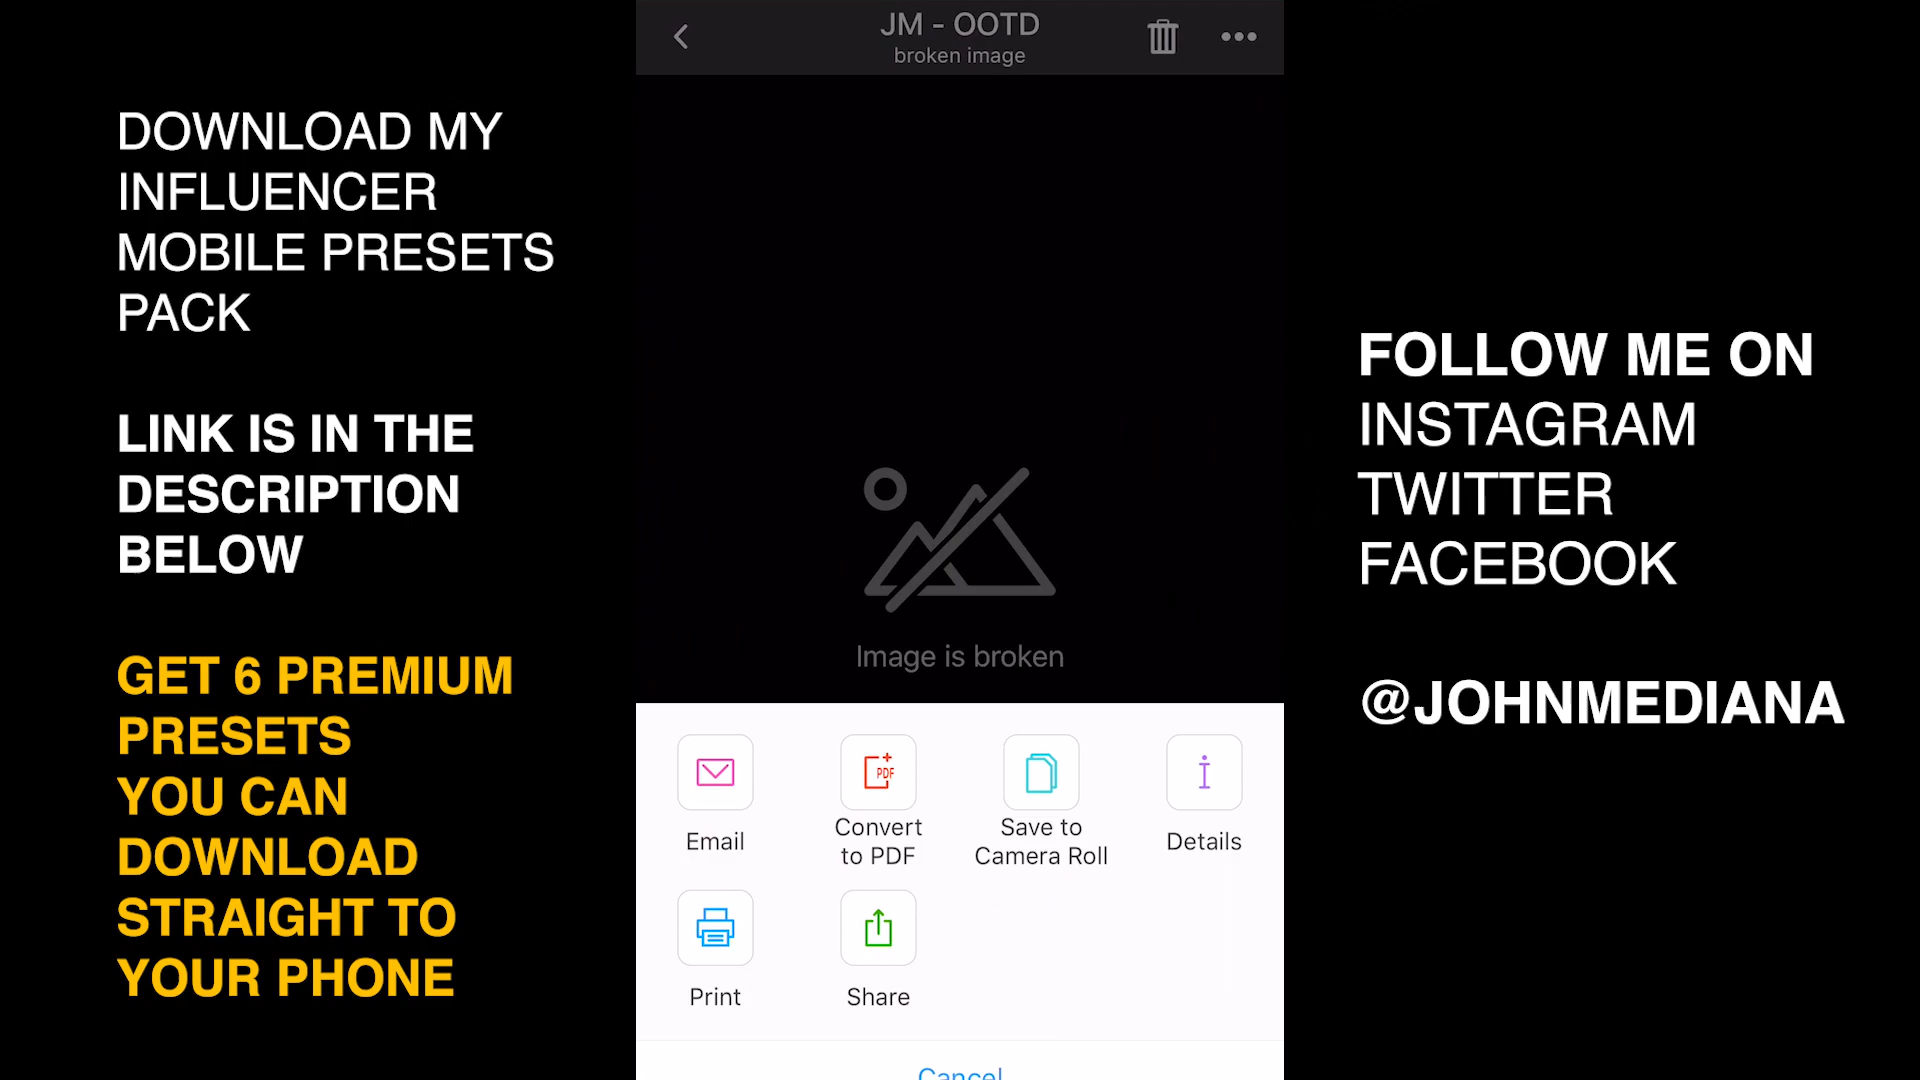 DOWNLOAD MY
INFLUENCER
MOBILE PRESETS
PACK
LINK IS IN THE
DESCRIPTION
BELOW
GET 6 PREMIUM
PRESETS
YOU CAN
DOWNLOAD
STRAIGHT TO
YOUR PHONE
JM - OOTD
broken image
Image is broken
Email
Convert
to PDF
PDF
Save to
Camera Roll
Details
Print
Share
Cancel
FOLLOW ME ON
INSTAGRAM
TWITTER
FACEBOOK
@JOHNMEDIANA